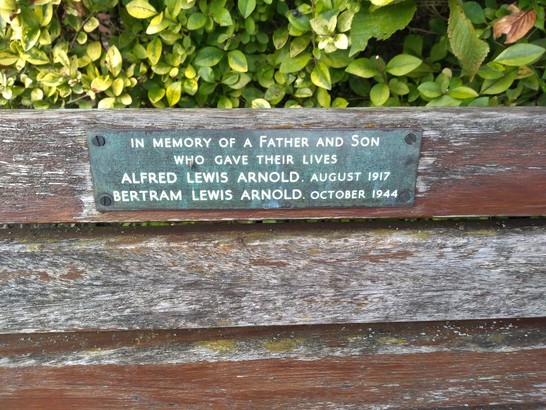 IN MEMORY OF A FATHER AND SON
WHO GAVE THEIR LIVES
ALFRED LEWIS ARNOLD. AUGUST 1917
BERTRAM LEWIS ARNOLD. OCTOBER 1944